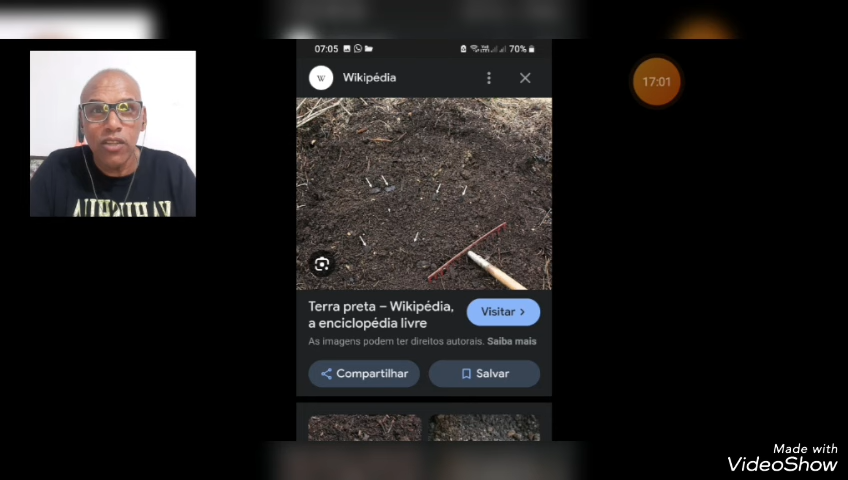 07:05
70%
W
Wikipédia
17:01
Terra preta – Wikipédia,
a enciclopédia livre
Visitar >
As imagens podem ter direitos autorais. Saiba mais
Compartilhar
Salvar
Made with
VideoShow